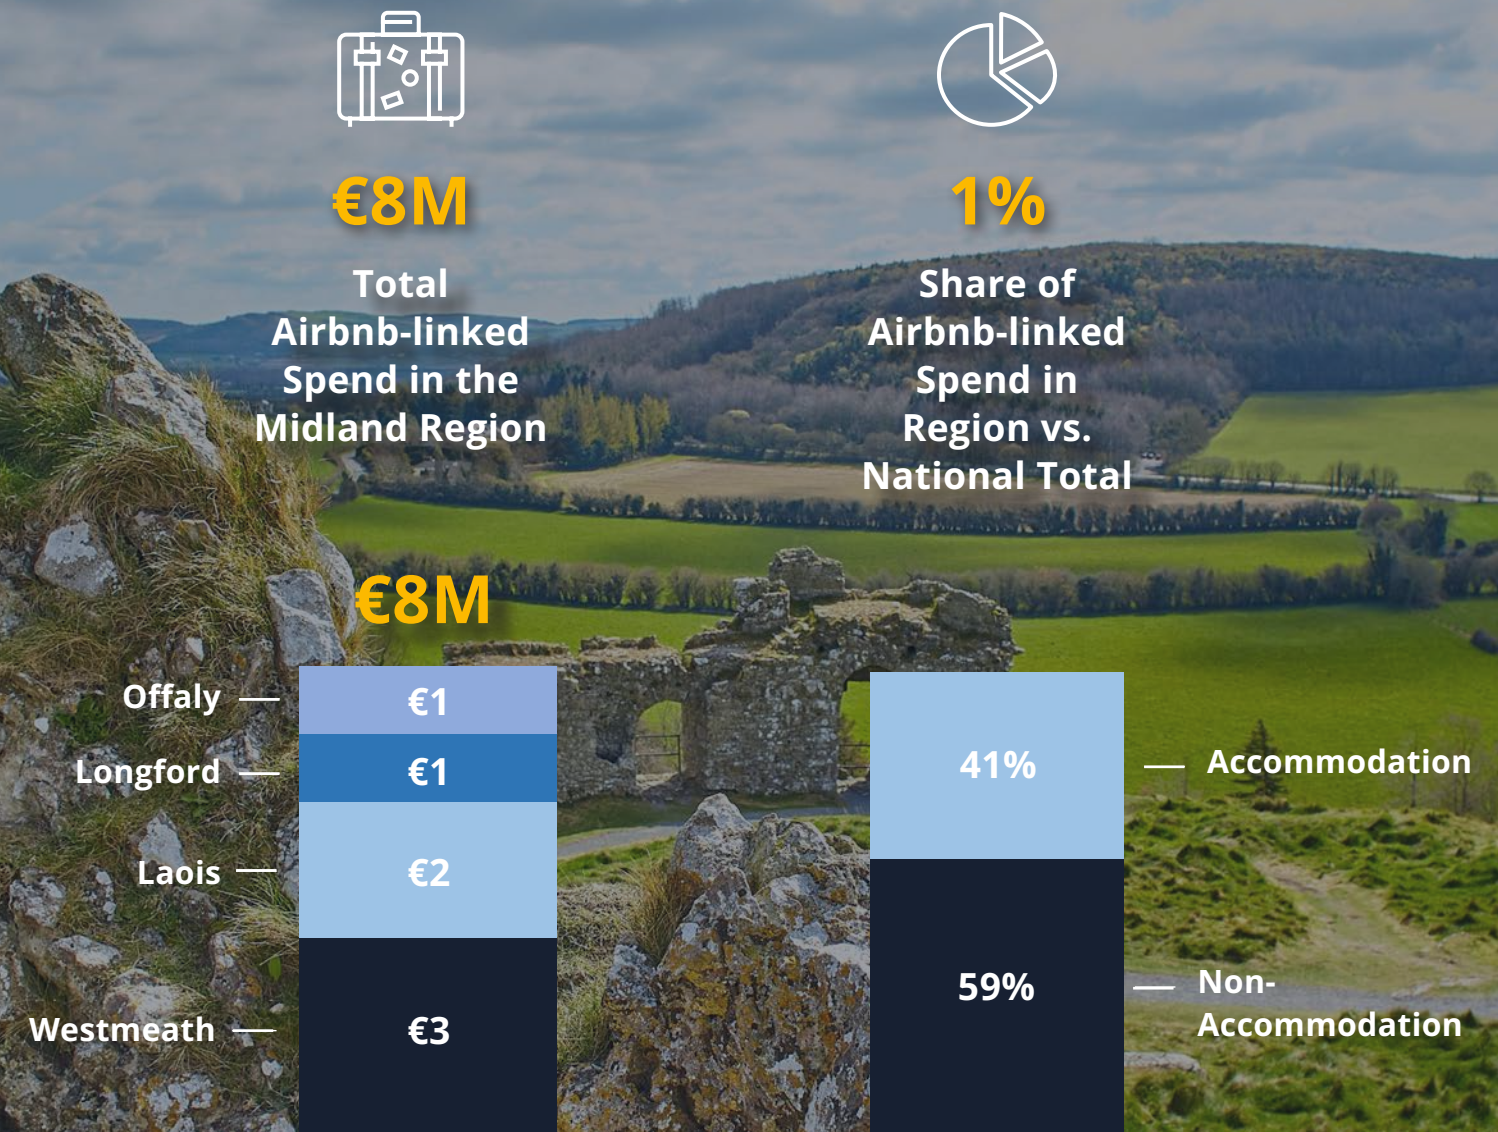 €8M
Total
Airbnb-linked
Spend in the
Midland Region
1%
Share of
Airbnb-linked
Spend in
Region vs.
National Total
€8M
Offaly
€1
Longford
€1
Laois
€2
Westmeath
€3
41%
Accommodation
59%
Non-
Accommodation